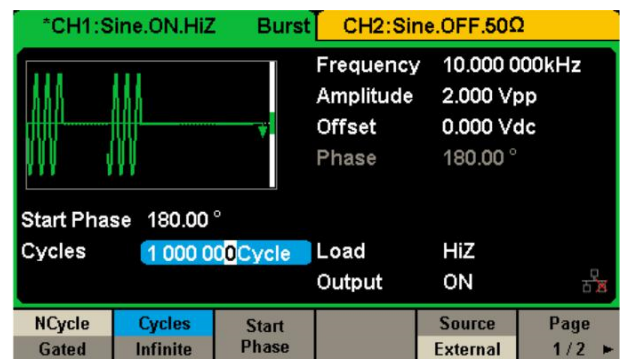 *CH1:Sine.ON.HiZ Burst
CH2:Sine.OFF.50Ω
Frequency 10.000 000kHz
Amplitude 2.000 Vpp
Offset 0.000 Vdc
Phase 180.00 °
Start Phase 180.00 °
Cycles 1 000 000Cycle
Load HiZ
Output ON
NCycle Cycles Start Source Page
Gated Infinite Phase External 1/2 ►